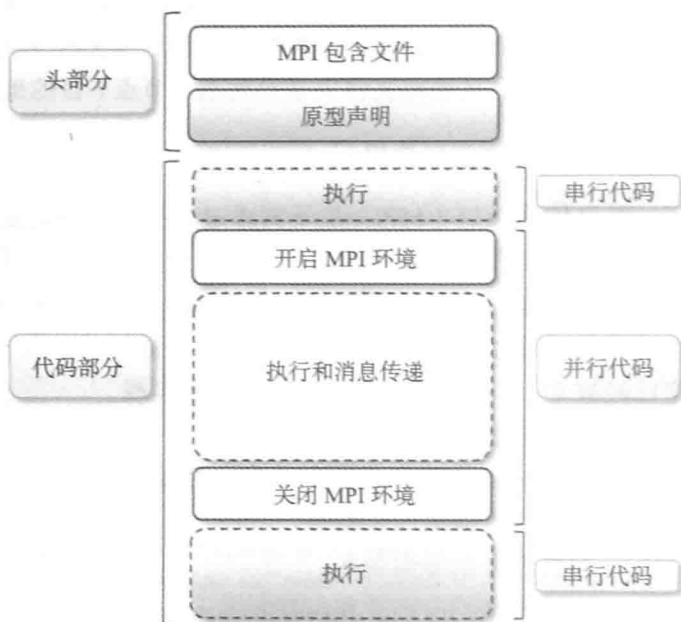 头部分
MPI 包含文件
原型声明
执行
串行代码
开启 MPI 环境
代码部分
执行和消息传递
并行代码
关闭 MPI 环境
执行
串行代码